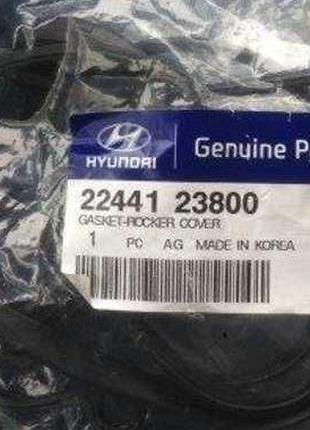 HYUNDAI
Genuine P
22441 23800
GASKET-ROCKER COVER
1 PC AG MADE IN KOREA